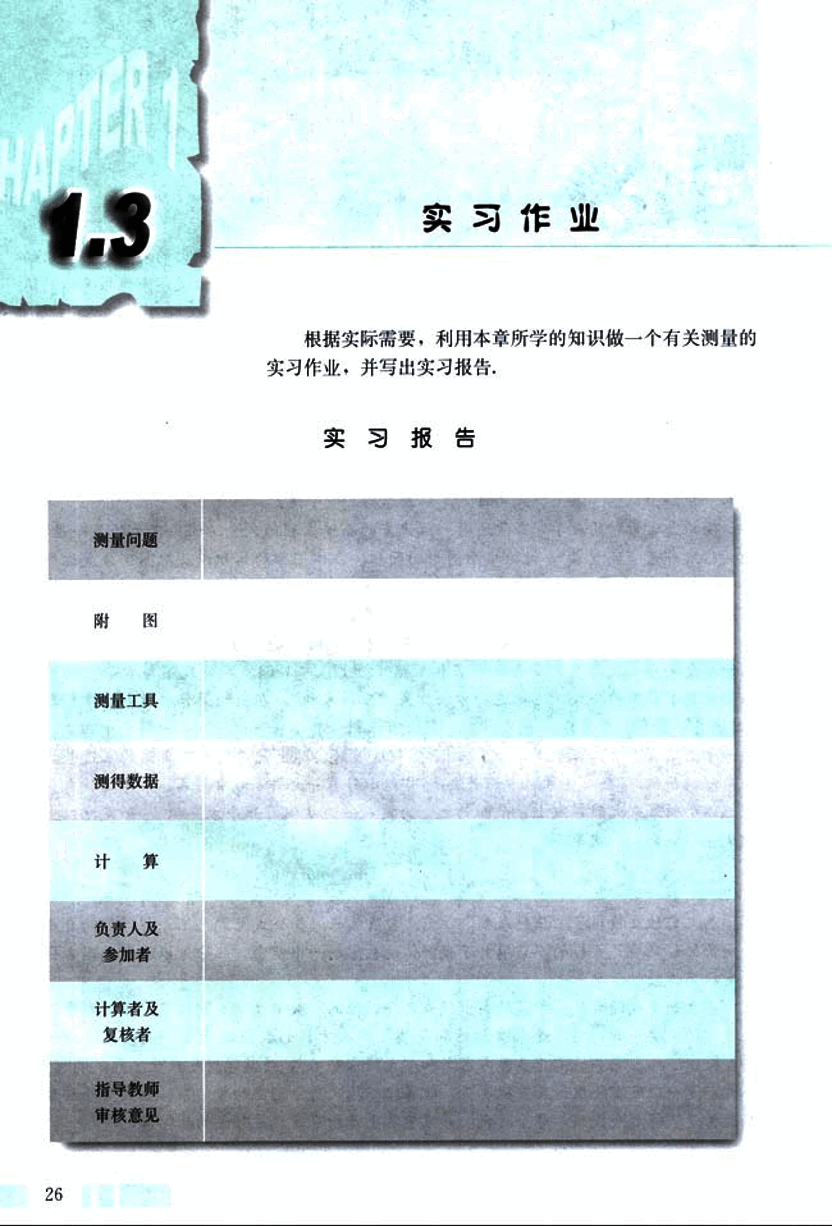 CHAPTER 1
1.3
实习作业
根据实际需要，利用本章所学的知识做一个有关测量的
实习作业，并写出实习报告.
实习报告
测量问题
附图
测量工具
测得数据
计算
负责人及
参加者
计算者及
复核者
指导教师
审核意见
26